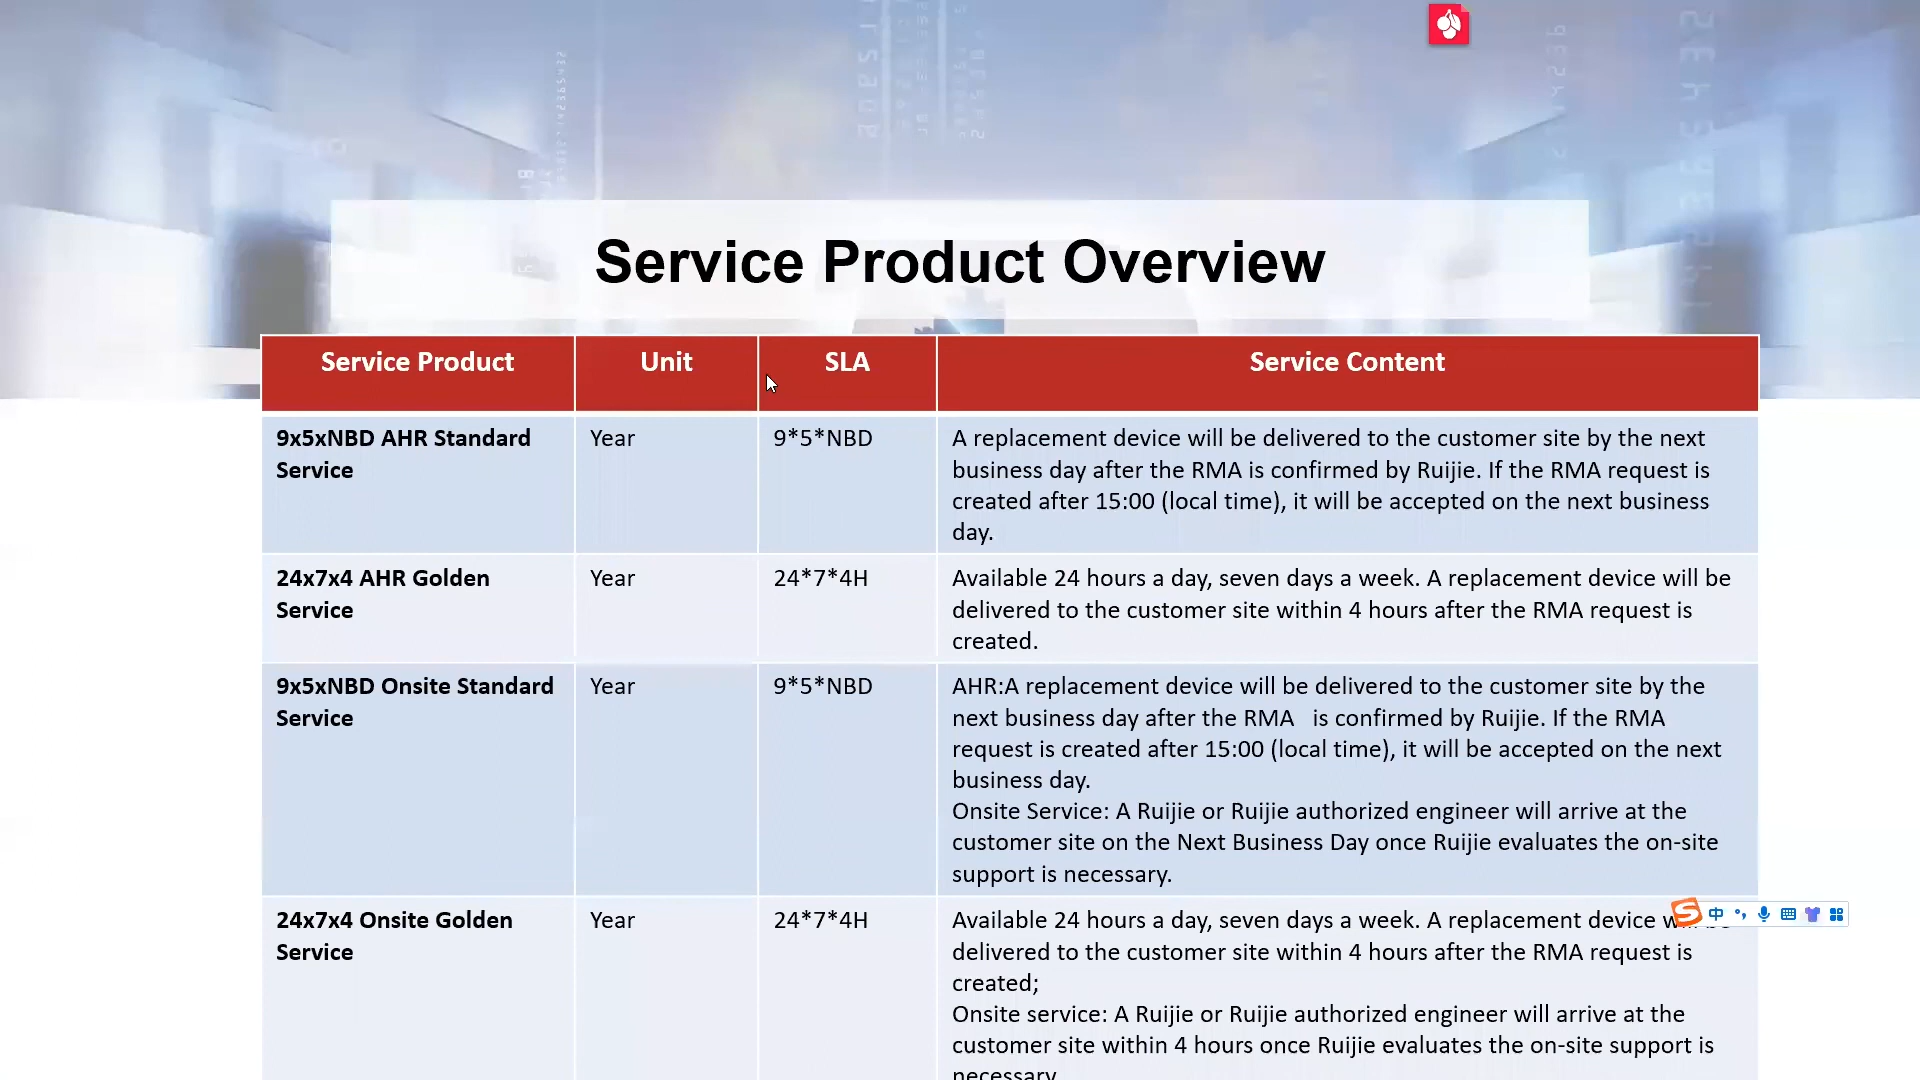 Service Product Overview
Service Product
Unit
SLA
Service Content
9x5xNBD AHR Standard
Service
Year
9*5*NBD
A replacement device will be delivered to the customer site by the next
business day after the RMA is confirmed by Ruijie. If the RMA request is
created after 15:00 (local time), it will be accepted on the next business
day.
24x7x4 AHR Golden
Service
Year
24*7*4H
Available 24 hours a day, seven days a week. A replacement device will be
delivered to the customer site within 4 hours after the RMA request is
created.
9x5xNBD Onsite Standard
Service
Year
9*5*NBD
AHR:A replacement device will be delivered to the customer site by the
next business day after the RMA is confirmed by Ruijie. If the RMA
request is created after 15:00 (local time), it will be accepted on the next
business day.
Onsite Service: A Ruijie or Ruijie authorized engineer will arrive at the
customer site on the Next Business Day once Ruijie evaluates the on-site
support is necessary.
24x7x4 Onsite Golden
Service
Year
24*7*4H
Available 24 hours a day, seven days a week. A replacement device
S 中
delivered to the customer site within 4 hours after the RMA request is
created;
Onsite service: A Ruijie or Ruijie authorized engineer will arrive at the
customer site within 4 hours once Ruijie evaluates the on-site support is
necessary